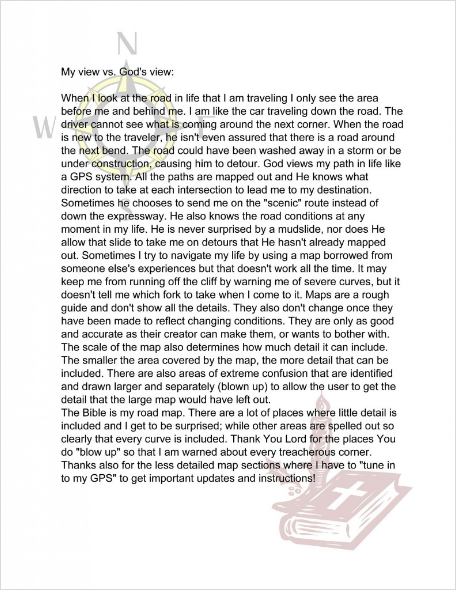 N
My view vs. God's view:
W
When I look at the road in life that I am traveling I only see the area
before me and behind me. I am like the car traveling down the road. The
driver cannot see what is coming around the next corner. When the road
is new to the traveler, he isn't even assured that there is a road around
the next bend. The road could have been washed away in a storm or be
under construction, causing him to detour. God views my path in life like
a GPS system. All the paths are mapped out and He knows what
direction to take at each intersection to lead me to my destination.
Sometimes he chooses to send me on the "scenic" route instead of
down the expressway. He also knows the road conditions at any
moment in my life. He is never surprised by a mudslide, nor does He
allow that slide to take me on detours that He hasn't already mapped
out. Sometimes I try to navigate my life by using a map borrowed from
someone else's experiences but that doesn't work all the time. It may
keep me from running off the cliff by warning me of severe curves, but it
doesn't tell me which fork to take when I come to it. Maps are a rough
guide and don't show all the details. They also don't change once they
have been made to reflect changing conditions. They are only as good
and accurate as their creator can make them, or wants to bother with.
The scale of the map also determines how much detail it can include.
The smaller the area covered by the map, the more detail that can be
included. There are also areas of extreme confusion that are identified
and drawn larger and separately (blown up) to allow the user to get the
detail that the large map would have left out.
The Bible is my road map. There are a lot of places where little detail is
included and I get to be surprised; while other areas are spelled out so
clearly that every curve is included. Thank You Lord for the places You
do "blow up" so that I am warned about every treacherous corner.
Thanks also for the less detailed map sections where I have to "tune in
to my GPS" to get important updates and instructions!